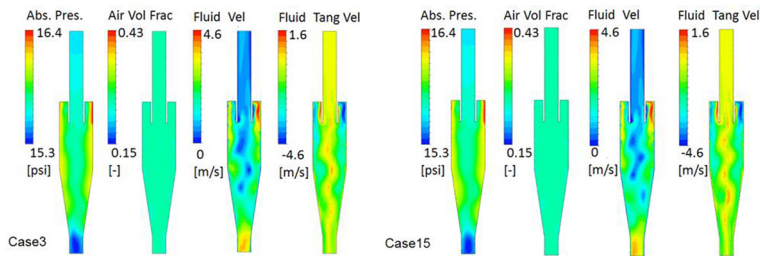 Abs. Pres. Air Vol Frac Fluid Vel Fluid Tang Vel
16.4 0.43 4.6 1.6
15.3 0.15 0 -4.6
[psi] [-] [m/s] [m/s]
Case3
Abs. Pres. Air Vol Frac Fluid Vel Fluid Tang Vel
16.4 0.43 4.6 1.6
15.3 0.15 0 -4.6
[psi] [-] [m/s] [m/s]
Case15